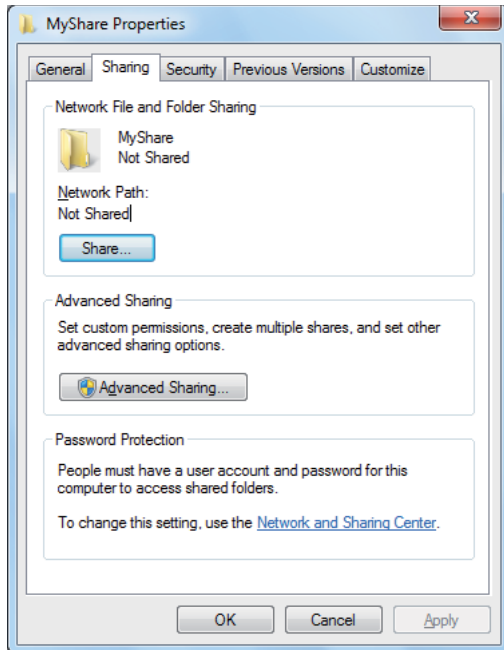 MyShare Properties
General Sharing Security Previous Versions Customize
Network File and Folder Sharing
MyShare
Not Shared
Network Path:
Not Shared
Share...
Advanced Sharing
Set custom permissions, create multiple shares, and set other
advanced sharing options.
Advanced Sharing...
Password Protection
People must have a user account and password for this
computer to access shared folders.
To change this setting, use the Network and Sharing Center.
OK Cancel Apply